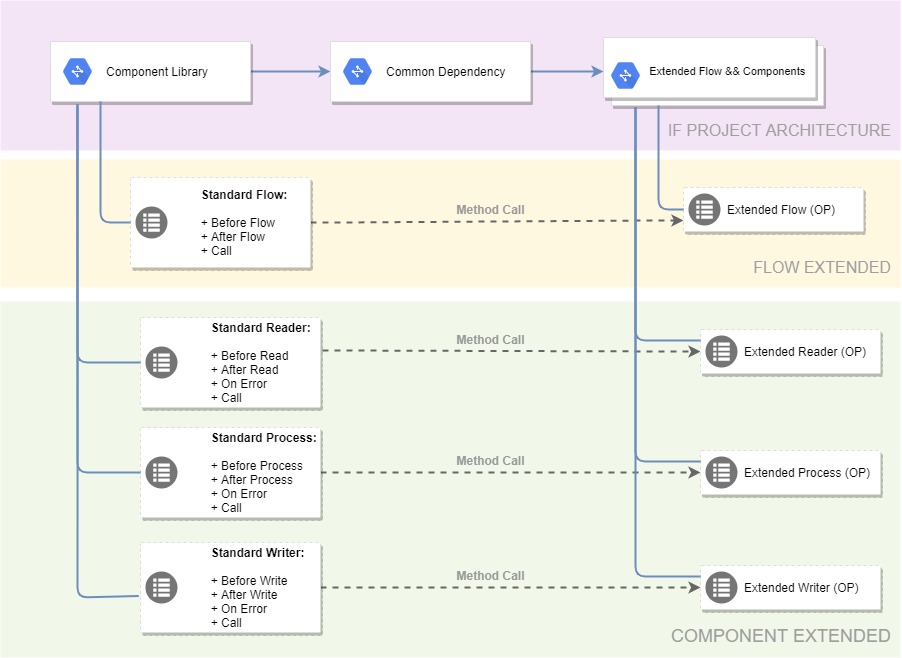 Component Library
Common Dependency
Extended Flow && Components
IF PROJECT ARCHITECTURE
Standard Flow:
+ Before Flow
+ After Flow
+ Call
Method Call
Extended Flow (OP)
FLOW EXTENDED
Standard Reader:
+ Before Read
+ After Read
+ On Error
+ Call
Method Call
Extended Reader (OP)
Standard Process:
+ Before Process
+ After Process
+ On Error
+ Call
Method Call
Extended Process (OP)
Standard Writer:
+ Before Write
+ After Write
+ On Error
+ Call
Method Call
Extended Writer (OP)
COMPONENT EXTENDED